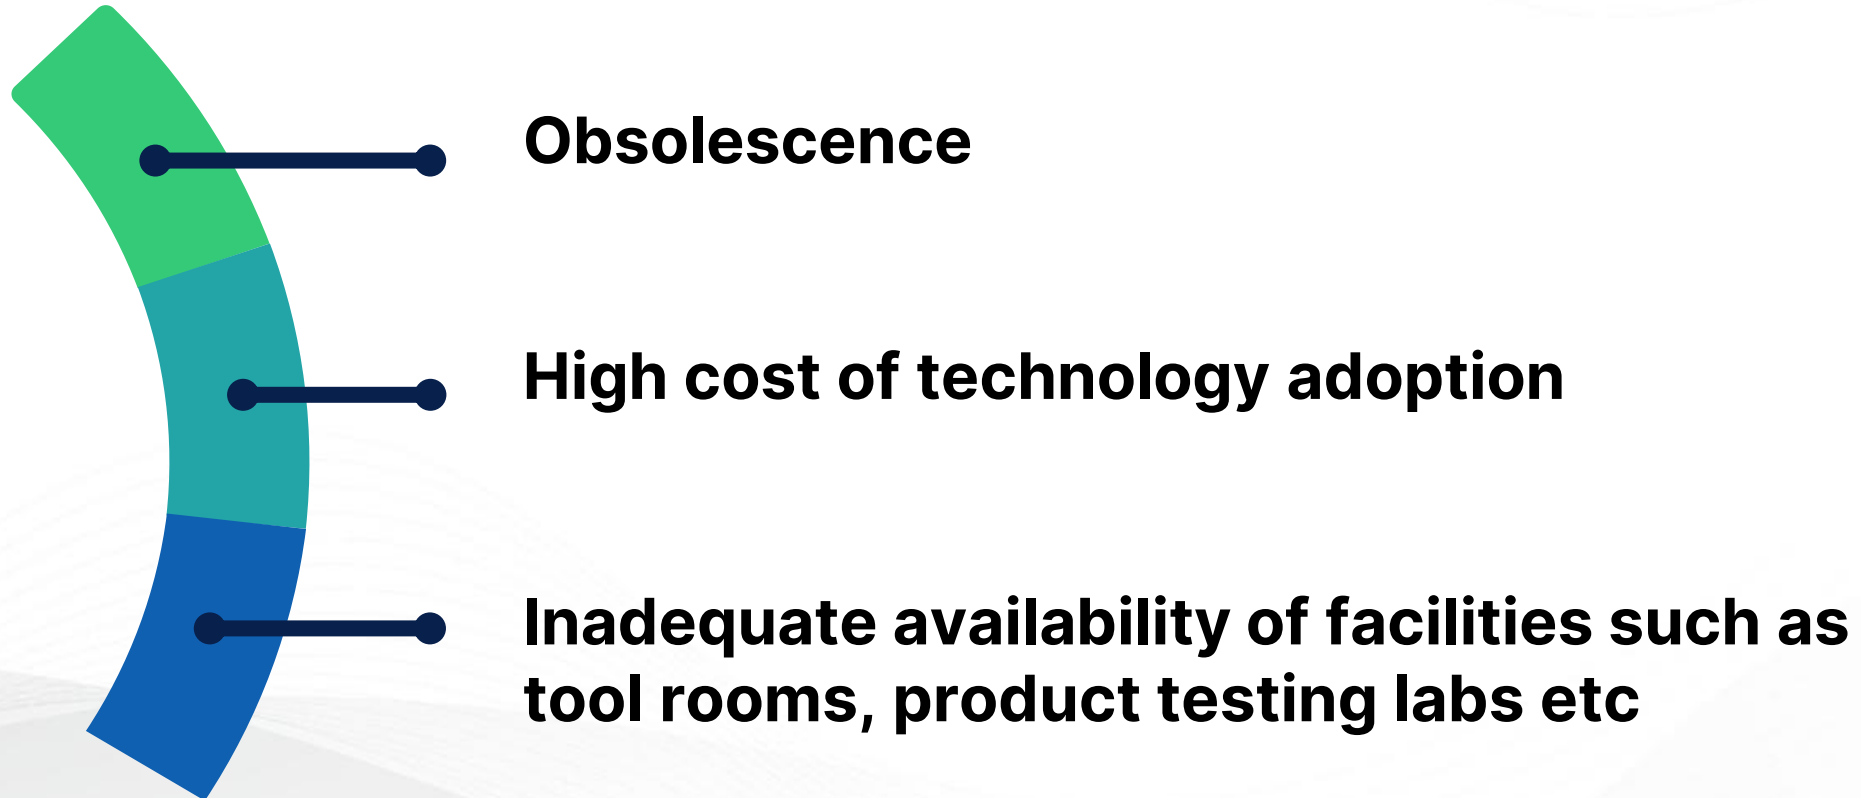 Obsolescence
High cost of technology adoption
Inadequate availability of facilities such as
tool rooms, product testing labs etc